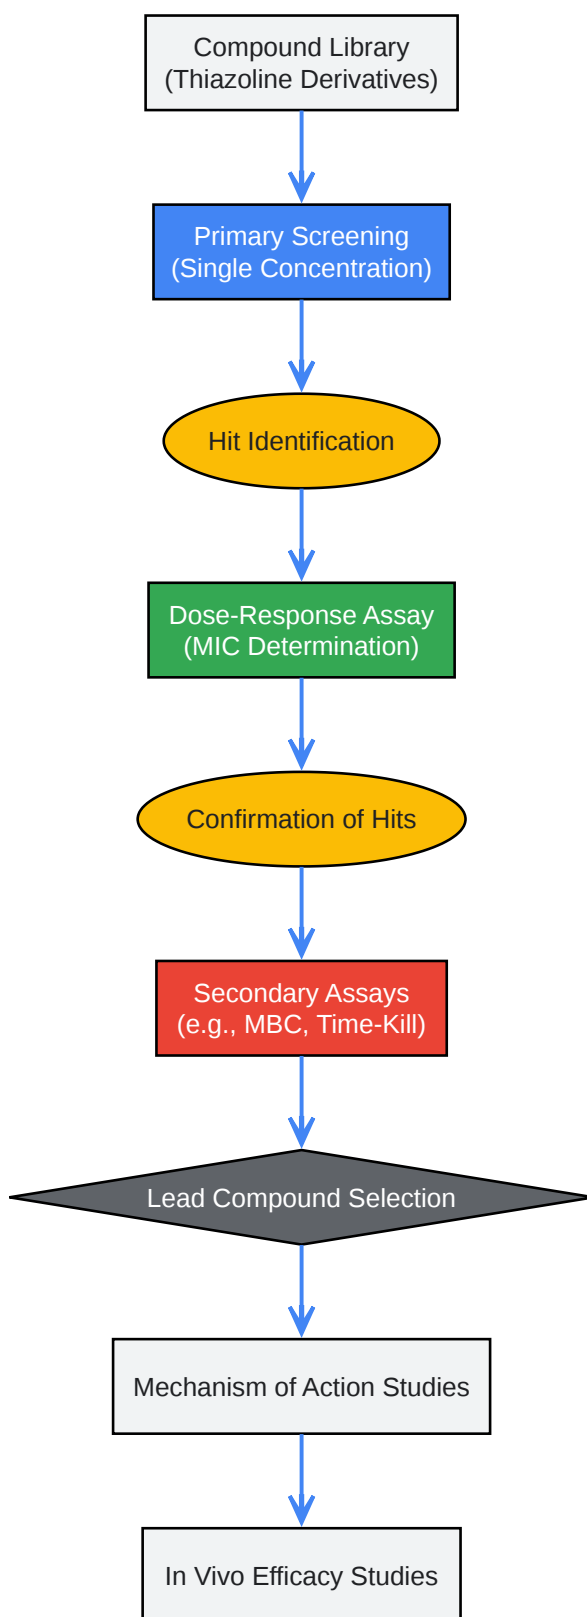 Compound Library
(Thiazoline Derivatives)
Primary Screening
(Single Concentration)
Hit Identification
Dose-Response Assay
(MIC Determination)
Confirmation of Hits
Secondary Assays
(e.g., MBC, Time-Kill)
Lead Compound Selection
Mechanism of Action Studies
In Vivo Efficacy Studies